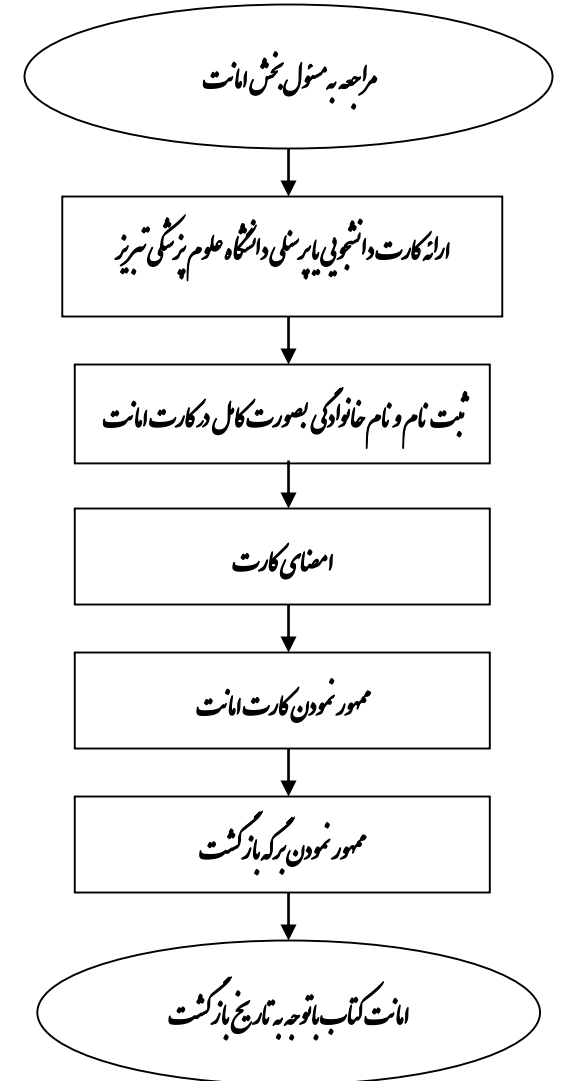 مراجعه به مسئول بخش امانت
ارائه کارت دانشجویی یا پرسنلی دانشگاه علوم پزشکی تبریز
ثبت نام و نام خانوادگی بصورت کامل در کارت امانت
امضای کارت
ممهور نمودن کارت امانت
ممهور نمودن برگه بازگشت
امانت کتاب با توجه به تاریخ بازگشت